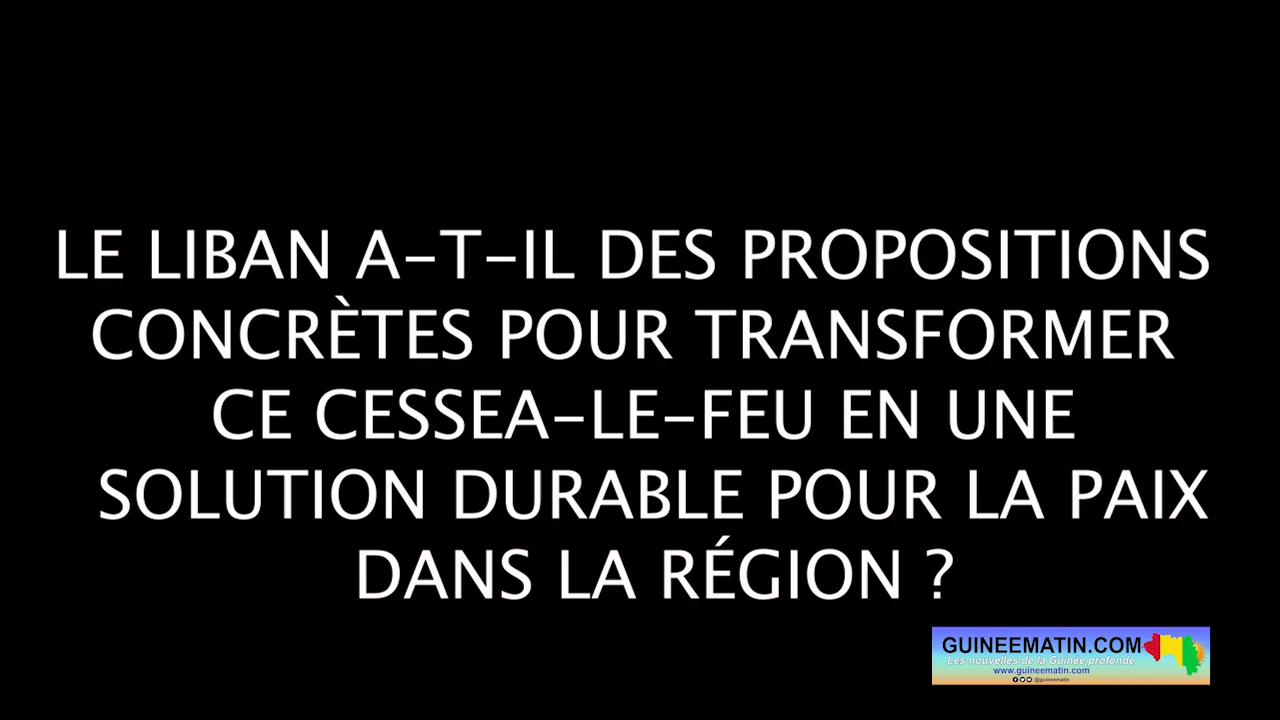 LE LIBAN A-T-IL DES PROPOSITIONS
CONCRÈTES POUR TRANSFORMER
CE CESSEA-LE-FEU EN UNE
SOLUTION DURABLE POUR LA PAIX
DANS LA RÉGION ?
GUINEEMATIN.COM
Les nouvelles de la Guinée profonde
www.guineematin.com
@guineematin